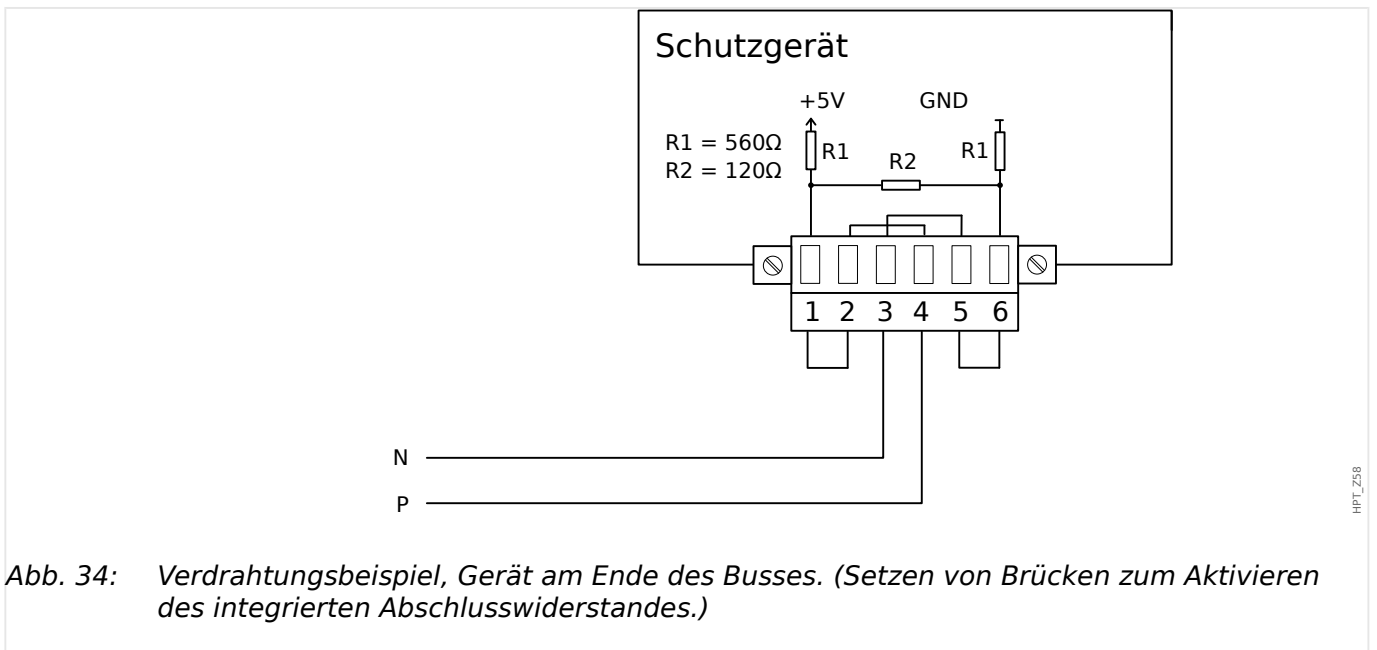 Schutzgerät
+5V GND
R1 = 560Ω
R2 = 120Ω
R1 R2 R1
1 2 3 4 5 6
N
P
HPT_Z58
Abb. 34: Verdrahtungsbeispiel, Gerät am Ende des Busses. (Setzen von Brücken zum Aktivieren
des integrierten Abschlusswiderstandes.)